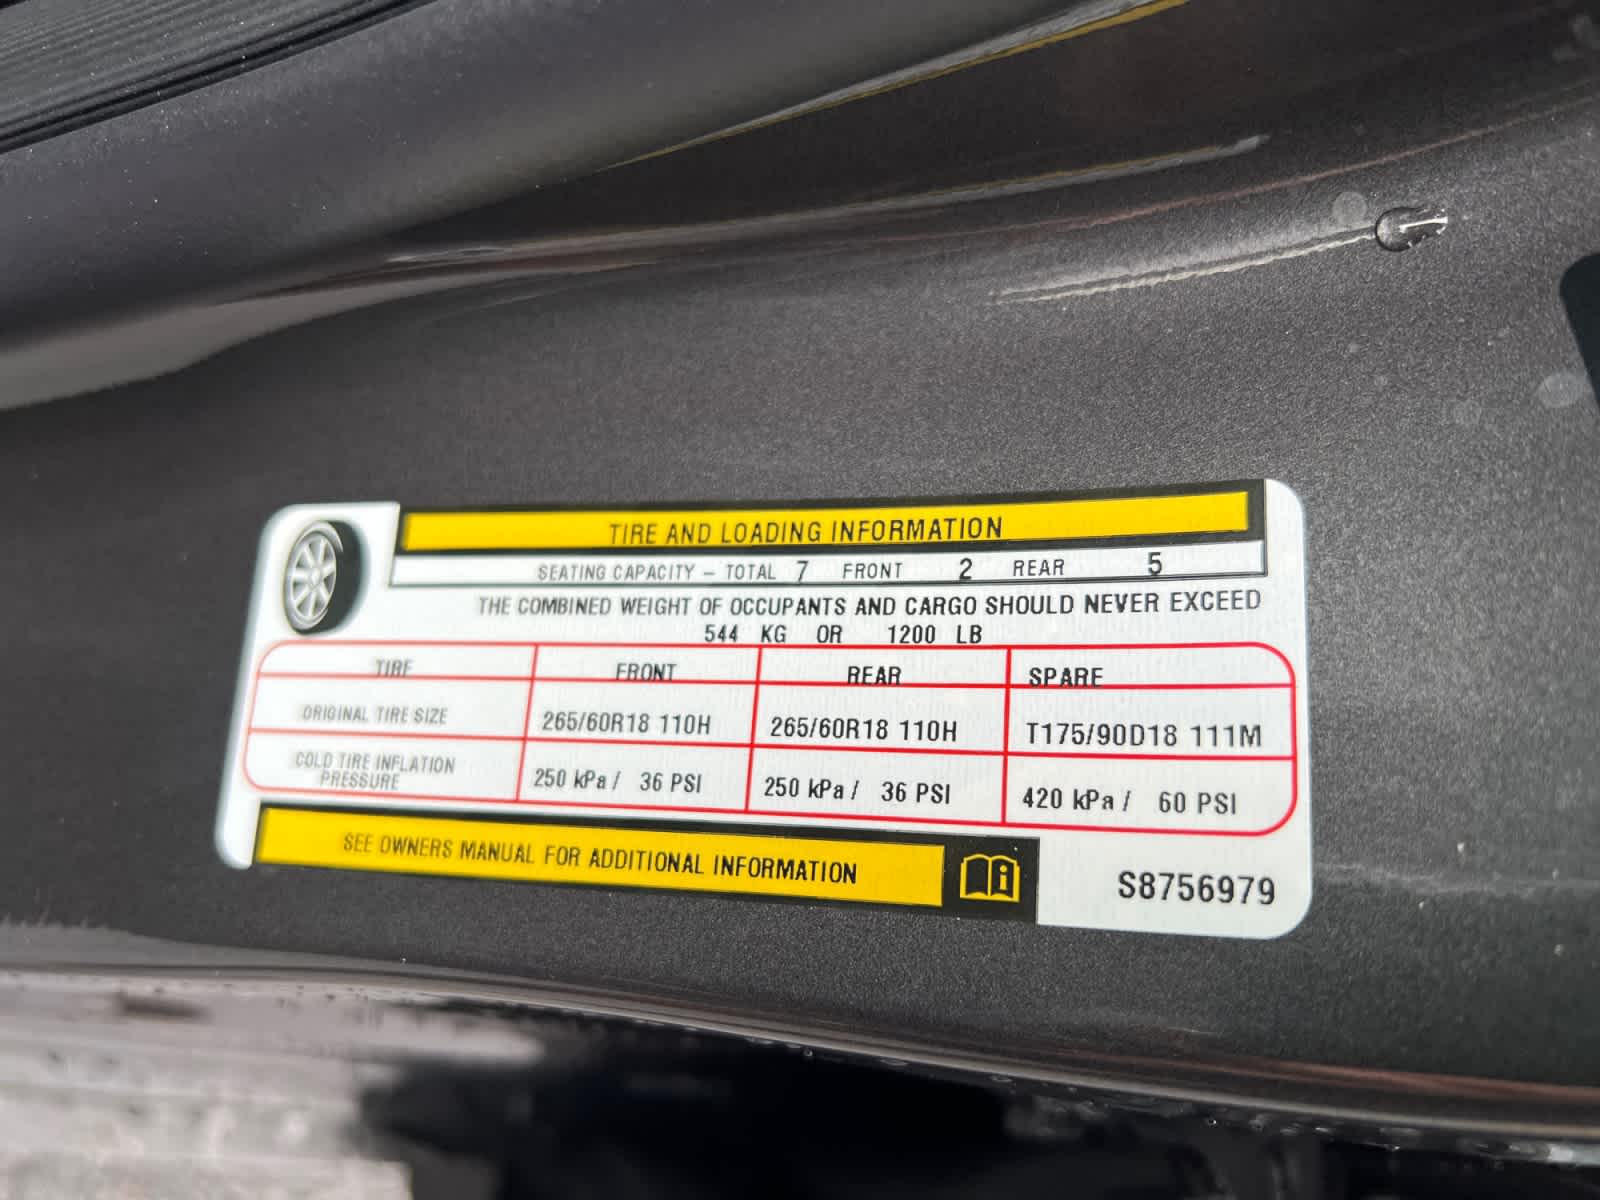 TIRE AND LOADING INFORMATION
SEATING CAPACITY – TOTAL 7 FRONT 2 REAR 5
THE COMBINED WEIGHT OF OCCUPANTS AND CARGO SHOULD NEVER EXCEED
544 KG OR 1200 LB
TIRE FRONT REAR SPARE
ORIGINAL TIRE SIZE 265/60R18 110H 265/60R18 110H T175/90D18 111M
COLD TIRE INFLATION
PRESSURE 250 kPa / 36 PSI 250 kPa / 36 PSI 420 kPa / 60 PSI
SEE OWNERS MANUAL FOR ADDITIONAL INFORMATION
S8756979